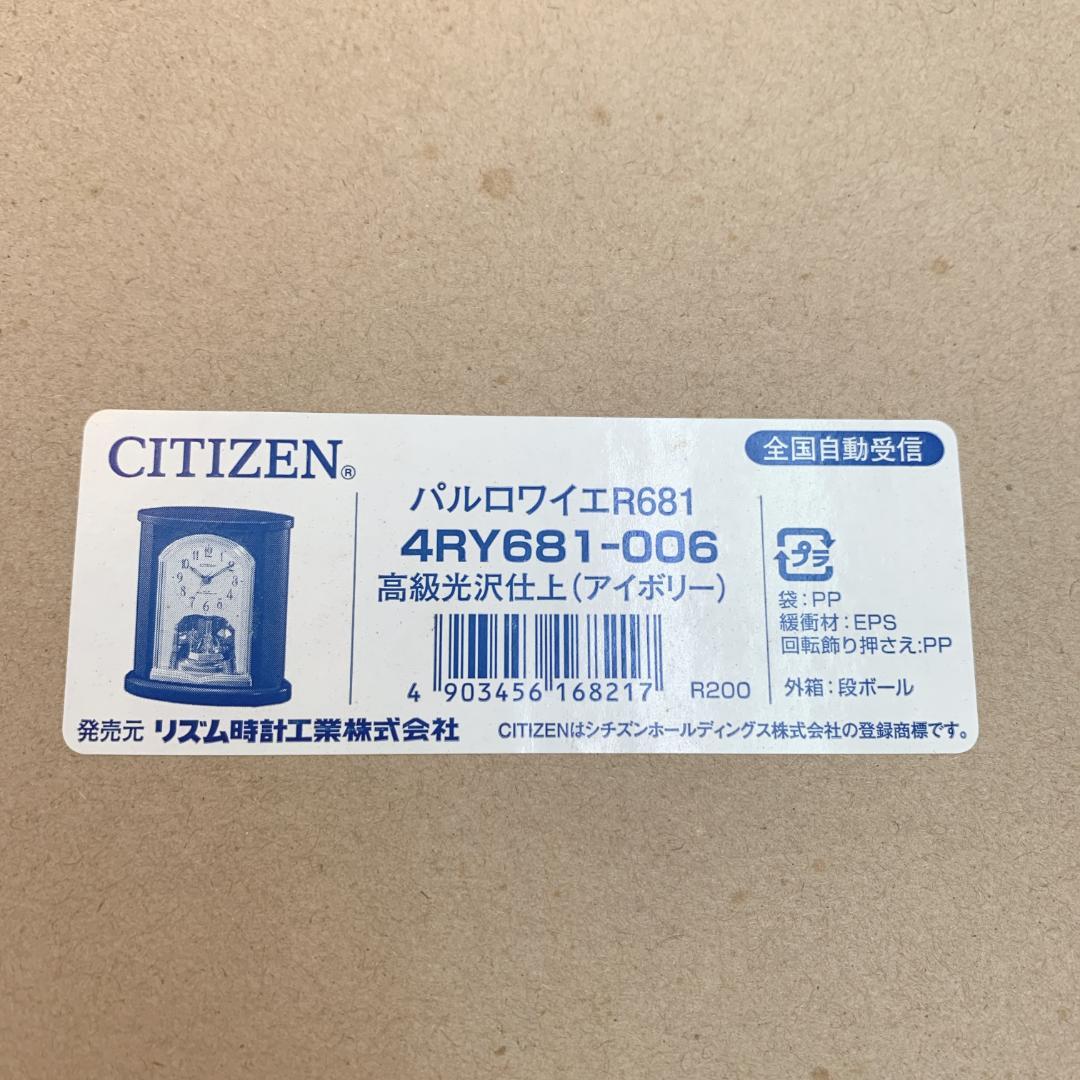 CITIZEN®
全国自動受信
パルロワイエR681
4RY681-006
高級光沢仕上(アイボリー)
4 903456 168217
R200
プラ
袋:PP
緩衝材:EPS
回転飾り押さえ:PP
外箱:段ボール
発売元 リズム時計工業株式会社
CITIZENはシチズンホールディングス株式会社の登録商標です。